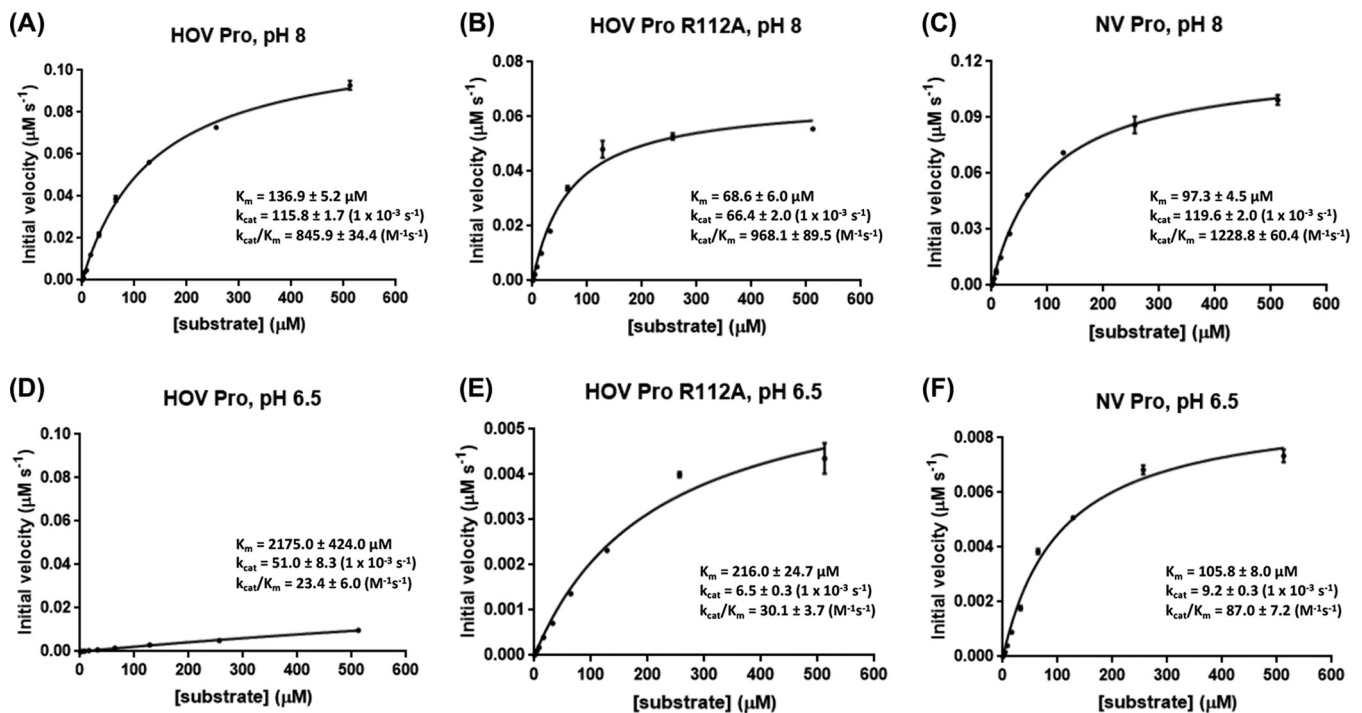 (A)
HOV Pro, pH 8
Initial velocity (µM s⁻¹)
0.10
0.08
0.06
0.04
0.02
0.00
Kₘ = 136.9 ± 5.2 µM
k_cat = 115.8 ± 1.7 (1 x 10⁻³ s⁻¹)
k_cat/Kₘ = 845.9 ± 34.4 (M⁻¹s⁻¹)
0 100 200 300 400 500 600
[substrate] (µM)
(B)
HOV Pro R112A, pH 8
Initial velocity (µM s⁻¹)
0.08
0.06
0.04
0.02
0.00
Kₘ = 68.6 ± 6.0 µM
k_cat = 66.4 ± 2.0 (1 x 10⁻³ s⁻¹)
k_cat/Kₘ = 968.1 ± 89.5 (M⁻¹s⁻¹)
0 100 200 300 400 500 600
[substrate] (µM)
(C)
NV Pro, pH 8
Initial velocity (µM s⁻¹)
0.12
0.09
0.06
0.03
0.00
Kₘ = 97.3 ± 4.5 µM
k_cat = 119.6 ± 2.0 (1 x 10⁻³ s⁻¹)
k_cat/Kₘ = 1228.8 ± 60.4 (M⁻¹s⁻¹)
0 100 200 300 400 500 600
[substrate] (µM)
(D)
HOV Pro, pH 6.5
Initial velocity (µM s⁻¹)
0.10
0.08
0.06
0.04
0.02
0.00
Kₘ = 2175.0 ± 424.0 µM
k_cat = 51.0 ± 8.3 (1 x 10⁻³ s⁻¹)
k_cat/Kₘ = 23.4 ± 6.0 (M⁻¹s⁻¹)
0 100 200 300 400 500 600
[substrate] (µM)
(E)
HOV Pro R112A, pH 6.5
Initial velocity (µM s⁻¹)
0.005
0.004
0.003
0.002
0.001
0.000
Kₘ = 216.0 ± 24.7 µM
k_cat = 6.5 ± 0.3 (1 x 10⁻³ s⁻¹)
k_cat/Kₘ = 30.1 ± 3.7 (M⁻¹s⁻¹)
0 100 200 300 400 500 600
[substrate] (µM)
(F)
NV Pro, pH 6.5
Initial velocity (µM s⁻¹)
0.008
0.006
0.004
0.002
0.000
Kₘ = 105.8 ± 8.0 µM
k_cat = 9.2 ± 0.3 (1 x 10⁻³ s⁻¹)
k_cat/Kₘ = 87.0 ± 7.2 (M⁻¹s⁻¹)
0 100 200 300 400 500 600
[substrate] (µM)